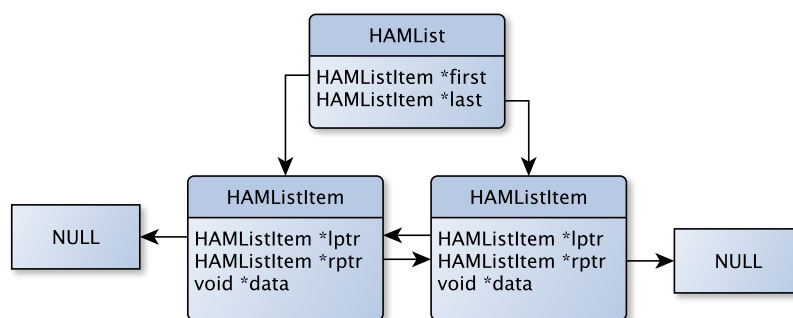 HAMList
HAMListItem *first
HAMListItem *last
HAMListItem
HAMListItem *lptr
HAMListItem *rptr
void *data
HAMListItem
HAMListItem *lptr
HAMListItem *rptr
void *data
NULL
NULL